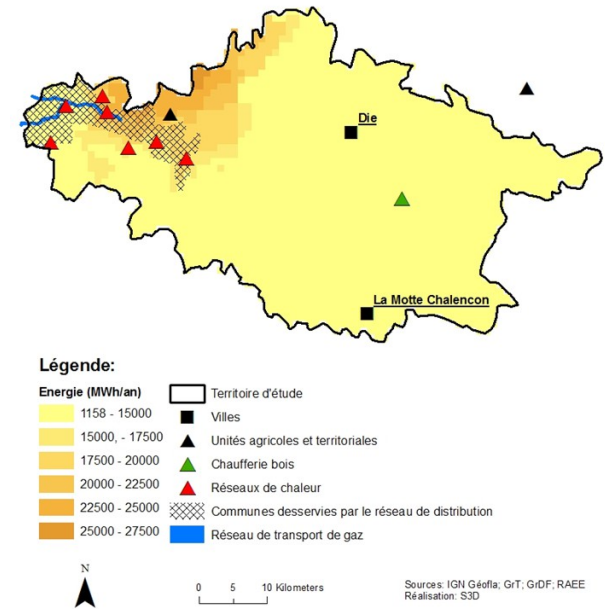 Die
La Motte Chalencon
Légende:
Energie (MWh/an)
1158 - 15000
15000, - 17500
17500 - 20000
20000 - 22500
22500 - 25000
25000 - 27500
Territoire d'étude
Villes
Unités agricoles et territoriales
Chaufferie bois
Réseaux de chaleur
Communes desservies par le réseau de distribution
Réseau de transport de gaz
N
0 5 10 Kilometers
Sources: IGN Géofla; GrT; GrDF; RAEE
Réalisation: S3D